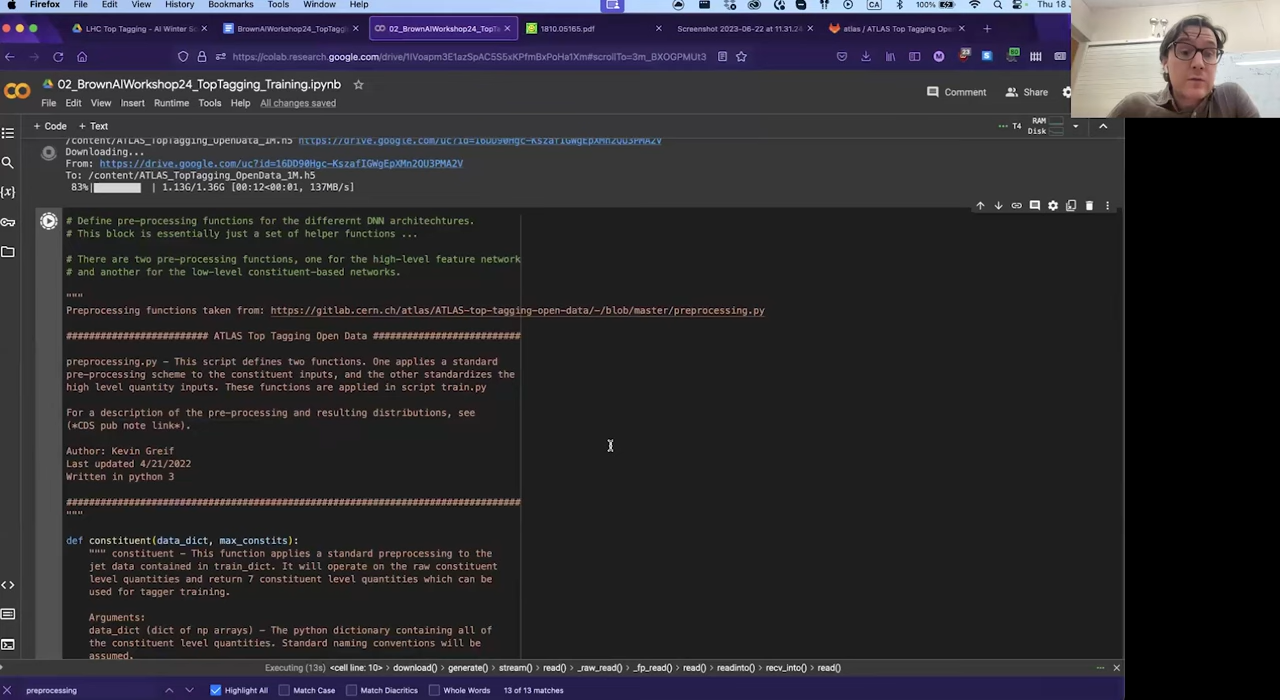 Firefox File Edit View History Bookmarks Tools Window Help 100% Thu 18
LHC Top Tagging - AI Winter S
BrownAIWorkshop24_TopTaggin
02_BrownAIWorkshop24_TopTa
1810.05165.pdf
Screenshot 2023-06-22 at 11.31.24
atlas / ATLAS Top Tagging Ope
02_BrownAIWorkshop24_TopTagging_Training.ipynb
File Edit View Insert Runtime Tools Help All changes saved
Comment Share
+ Code + Text
T4 RAM Disk
/content/ATLAS_TopTagging_OpenData_1M.h5
Downloading...
From: https://drive.google.com/uc?id=16DD90Hgc-KszafIGWgEpXMn2QU3PMA2V
To: /content/ATLAS_TopTagging_OpenData_1M.h5
83% | 1.13G/1.36G [00:12<00:01, 137MB/s]
# Define pre-processing functions for the differernt DNN architechtures.
# This block is essentially just a set of helper functions ...
# There are two pre-processing functions, one for the high-level feature network
# and another for the low-level constituent-based networks.
"""
Preprocessing functions taken from: https://gitlab.cern.ch/atlas/ATLAS-top-tagging-open-data/-/blob/master/preprocessing.py
######################### ATLAS Top Tagging Open Data ##########################
preprocessing.py - This script defines two functions. One applies a standard
pre-processing scheme to the constituent inputs, and the other standardizes the
high level quantity inputs. These functions are applied in script train.py
For a description of the pre-processing and resulting distributions, see
(*CDS pub note link*).
Author: Kevin Greif
Last updated 4/21/2022
Written in python 3
################################################################################
"""
def constituent(data_dict, max_constits):
""" constituent - This function applies a standard preprocessing to the
jet data contained in train_dict. It will operate on the raw constituent
level quantities and return 7 constituent level quantities which can be
used for tagger training.
Arguments:
data_dict (dict of np arrays) - The python dictionary containing all of
the constituent level quantities. Standard naming conventions will be
assumed.
Executing (13s) <cell line: 10> download() generate() stream() read() _raw_read() _fp_read() read() readinto() recv_into() read()
preprocessing Highlight All Match Case Match Diacritics Whole Words 13 of 13 matches